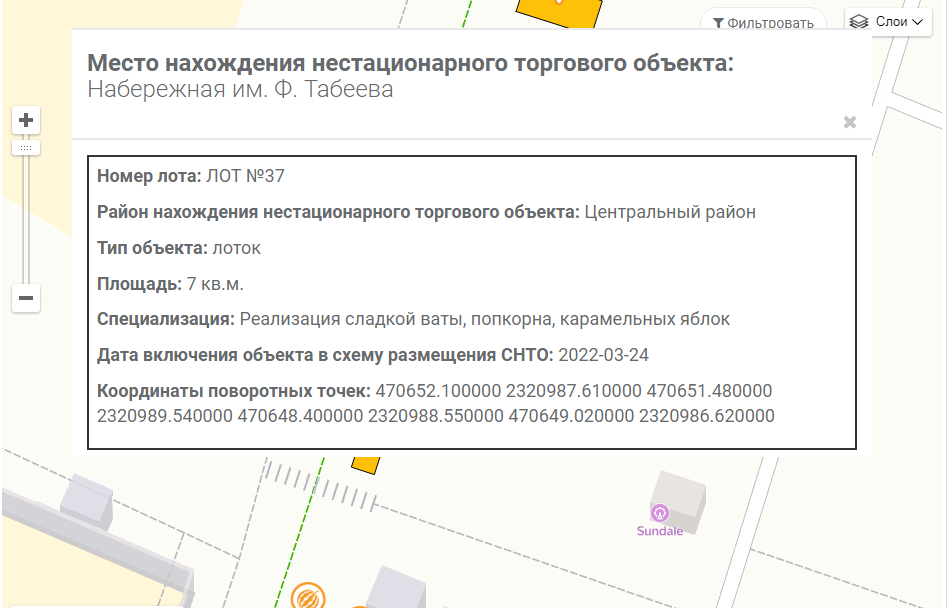 Фильтровать
Слои
Место нахождения нестационарного торгового объекта:
Набережная им. Ф. Табеева
Номер лота: ЛОТ №37
Район нахождения нестационарного торгового объекта: Центральный район
Тип объекта: лоток
Площадь: 7 кв.м.
Специализация: Реализация сладкой ваты, попкорна, карамельных яблок
Дата включения объекта в схему размещения СНТО: 2022-03-24
Координаты поворотных точек: 470652.100000 2320987.610000 470651.480000
2320989.540000 470648.400000 2320988.550000 470649.020000 2320986.620000
Sundale